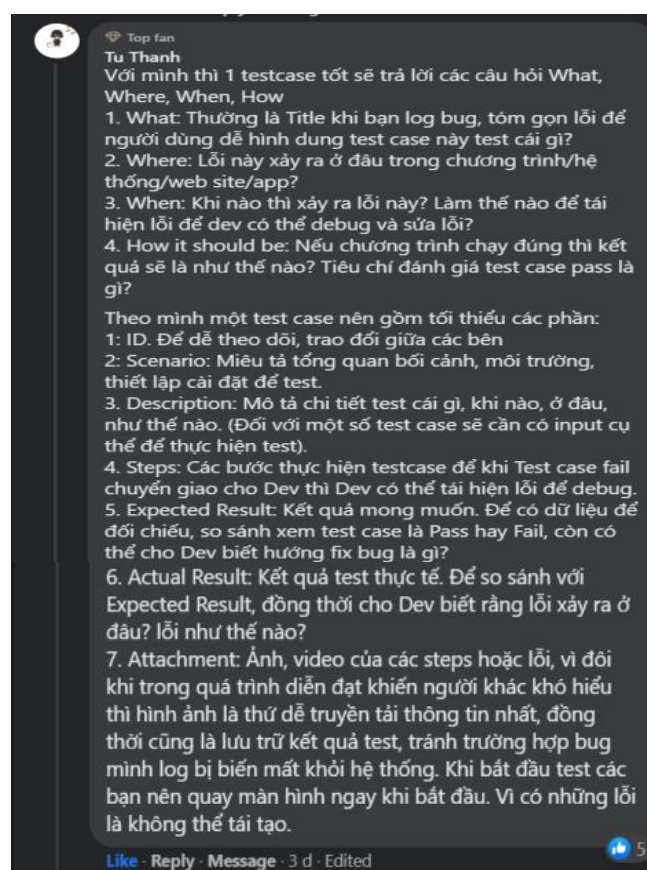 Top fan
Tu Thanh
Với mình thì 1 testcase tốt sẽ trả lời các câu hỏi What,
Where, When, How
1. What: Thường là Title khi bạn log bug, tóm gọn lỗi để
người dùng dễ hình dung test case này test cái gì?
2. Where: Lỗi này xảy ra ở đâu trong chương trình/hệ
thống/web site/app?
3. When: Khi nào thì xảy ra lỗi này? Làm thế nào để tái
hiện lỗi để dev có thể debug và sửa lỗi?
4. How it should be: Nếu chương trình chạy đúng thì kết
quả sẽ là như thế nào? Tiêu chí đánh giá test case pass là
gì?
Theo mình một test case nên gồm tối thiểu các phần:
1: ID. Để dễ theo dõi, trao đổi giữa các bên
2: Scenario: Miêu tả tổng quan bối cảnh, môi trường,
thiết lập cài đặt để test.
3. Description: Mô tả chi tiết test cái gì, khi nào, ở đâu,
như thế nào. (Đối với một số test case sẽ cần có input cụ
thể để thực hiện test).
4. Steps: Các bước thực hiện testcase để khi Test case fail
chuyển giao cho Dev thì Dev có thể tái hiện lỗi để debug.
5. Expected Result: Kết quả mong muốn. Để có dữ liệu để
đối chiếu, so sánh xem test case là Pass hay Fail, còn có
thể cho Dev biết hướng fix bug là gì?
6. Actual Result: Kết quả test thực tế. Để so sánh với
Expected Result, đồng thời cho Dev biết rằng lỗi xảy ra ở
đâu? lỗi như thế nào?
7. Attachment: Ảnh, video của các steps hoặc lỗi, vì đôi
khi trong quá trình diễn đạt khiến người khác khó hiểu
thì hình ảnh là thứ dễ truyền tải thông tin nhất, đồng
thời cũng là lưu trữ kết quả test, tránh trường hợp bug
mình log bị biến mất khỏi hệ thống. Khi bắt đầu test các
bạn nên quay màn hình ngay khi bắt đầu. Vì có những lỗi
là không thể tái tạo.
5
Like · Reply · Message · 3 d · Edited